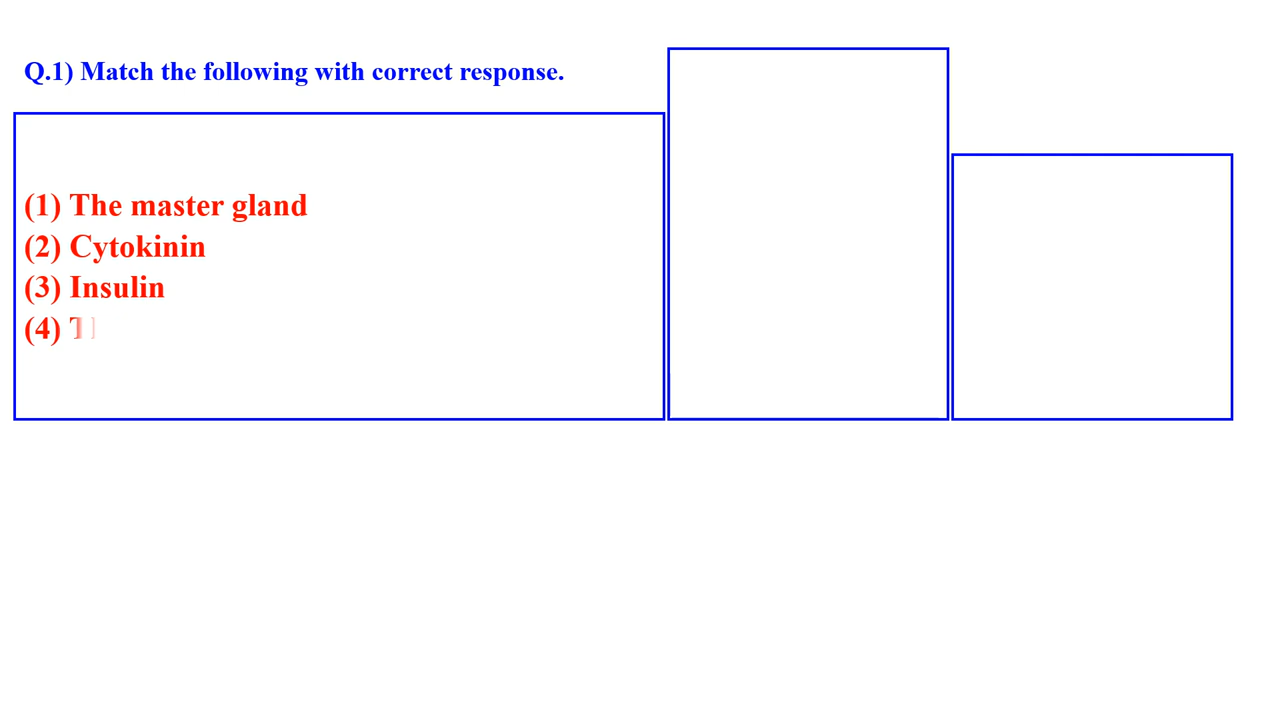 Q.1) Match the following with correct response.
(1) The master gland
(2) Cytokinin
(3) Insulin
(4)